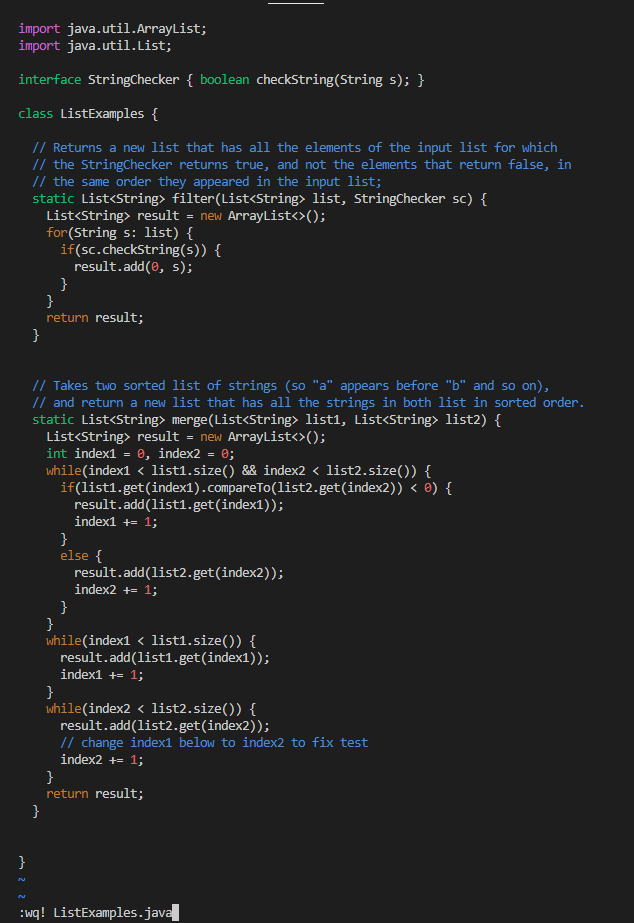 import java.util.ArrayList;
import java.util.List;
interface StringChecker { boolean checkString(String s); }
class ListExamples {
  // Returns a new list that has all the elements of the input list for which
  // the StringChecker returns true, and not the elements that return false, in
  // the same order they appeared in the input list;
  static List<String> filter(List<String> list, StringChecker sc) {
    List<String> result = new ArrayList<>();
    for(String s: list) {
      if(sc.checkString(s)) {
        result.add(0, s);
      }
    }
    return result;
  }
  // Takes two sorted list of strings (so "a" appears before "b" and so on),
  // and return a new list that has all the strings in both list in sorted order.
  static List<String> merge(List<String> list1, List<String> list2) {
    List<String> result = new ArrayList<>();
    int index1 = 0, index2 = 0;
    while(index1 < list1.size() && index2 < list2.size()) {
      if(list1.get(index1).compareTo(list2.get(index2)) < 0) {
        result.add(list1.get(index1));
        index1 += 1;
      }
      else {
        result.add(list2.get(index2));
        index2 += 1;
      }
    }
    while(index1 < list1.size()) {
      result.add(list1.get(index1));
      index1 += 1;
    }
    while(index2 < list2.size()) {
      result.add(list2.get(index2));
      // change index1 below to index2 to fix test
      index2 += 1;
    }
    return result;
  }
}
~
~
:wq! ListExamples.java